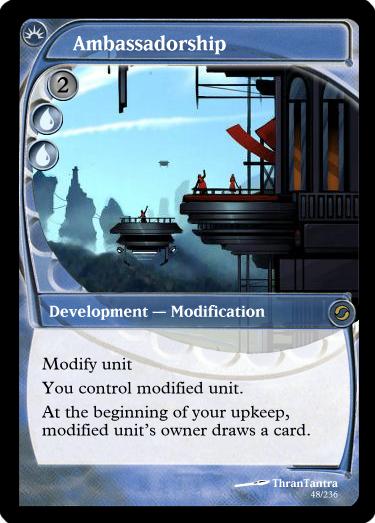 Ambassadorship
2
Development — Modification
Modify unit
You control modified unit.
At the beginning of your upkeep,
modified unit's owner draws a card.
ThranTantra
48/236